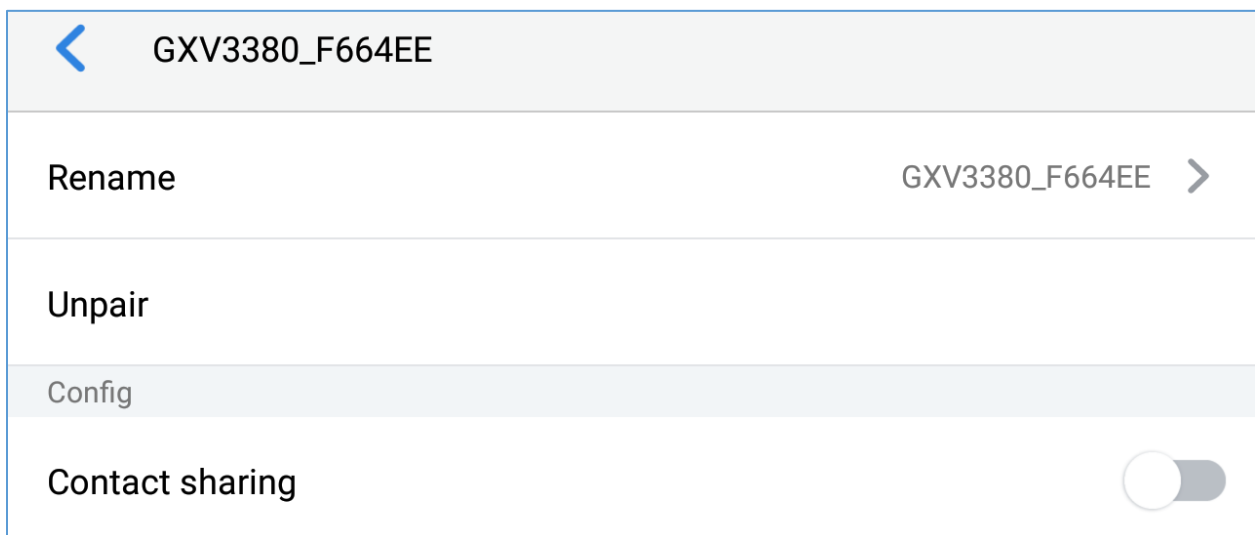 GXV3380_F664EE
Rename GXV3380_F664EE
Unpair
Config
Contact sharing